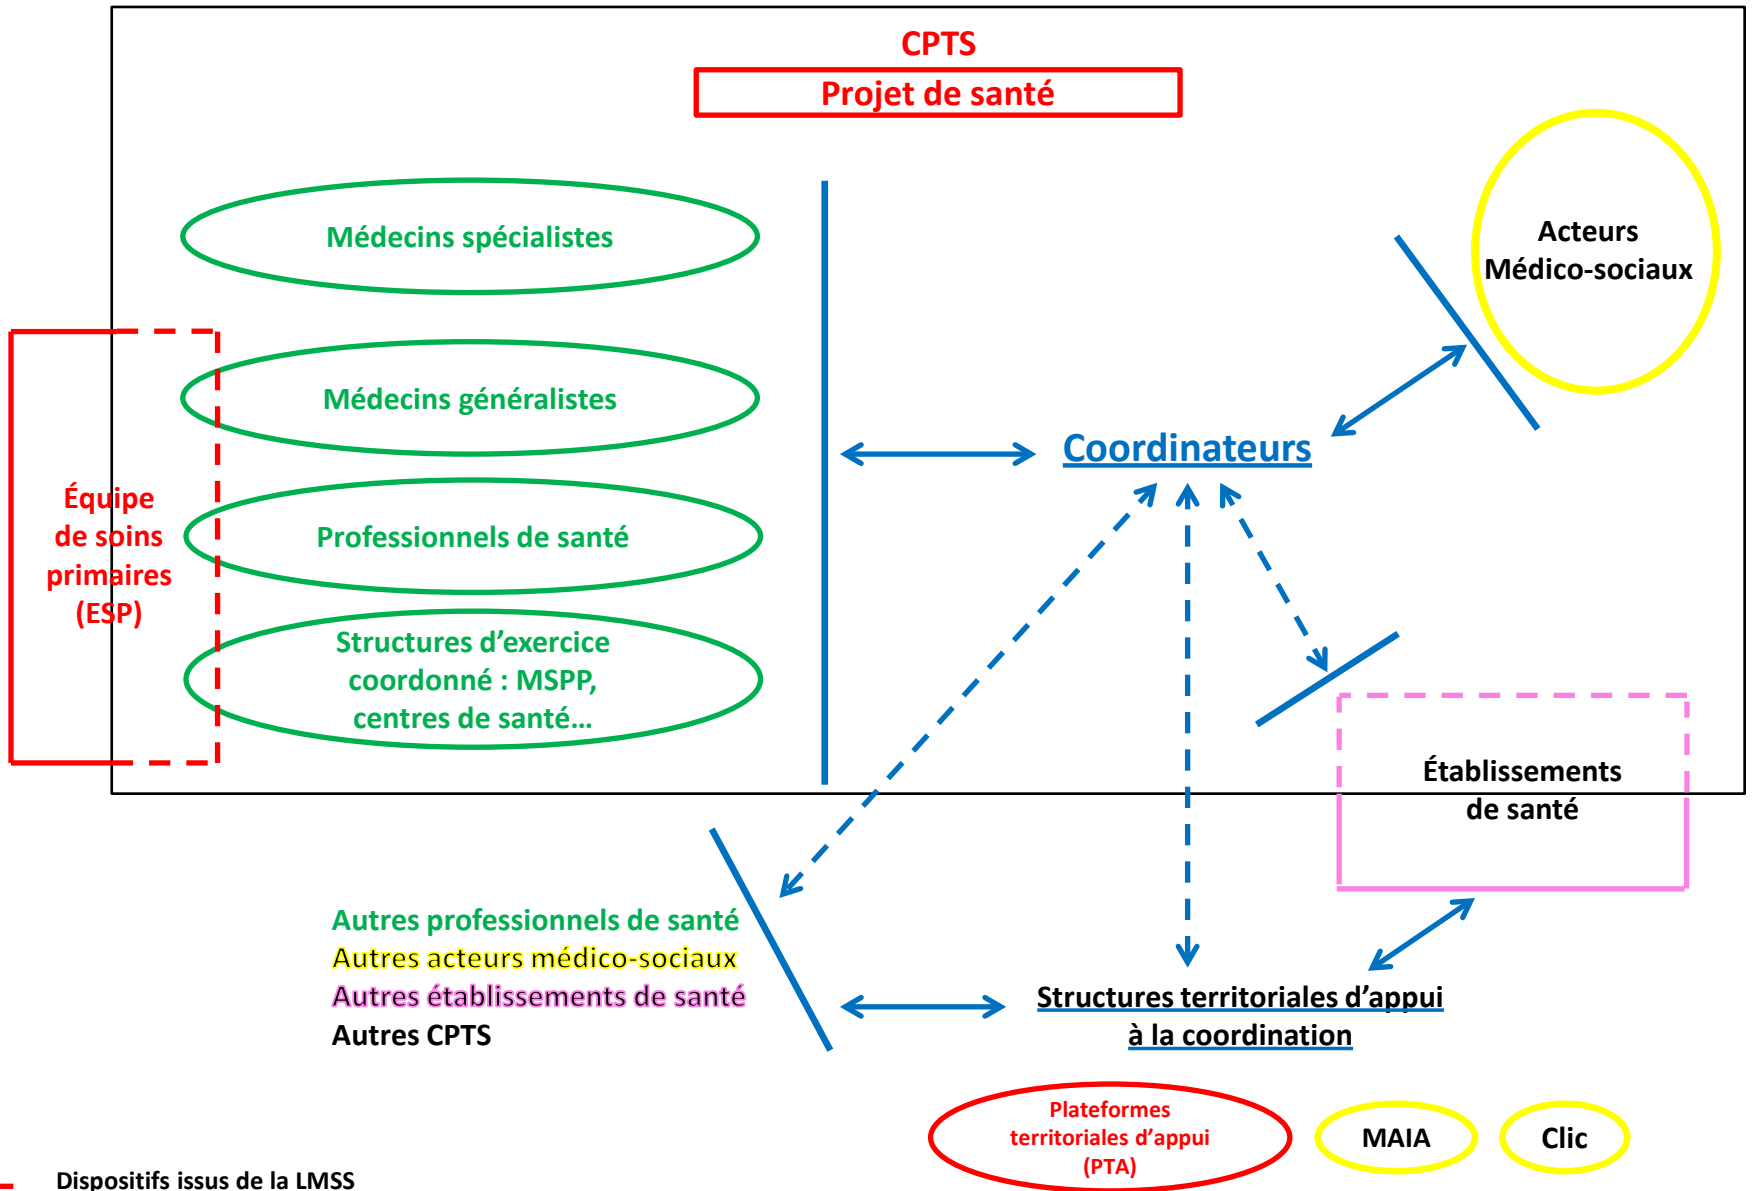 CPTS
Projet de santé
Médecins spécialistes
Acteurs
Médico-sociaux
Médecins généralistes
Coordinateurs
Équipe
de soins
primaires
(ESP)
Professionnels de santé
Structures d'exercice
coordonné : MSPP,
centres de santé…
Établissements
de santé
Autres professionnels de santé
Autres acteurs médico-sociaux
Autres établissements de santé
Autres CPTS
Structures territoriales d'appui
à la coordination
Plateformes
territoriales d'appui
(PTA)
MAIA
Clic
Dispositifs issus de la LMSS